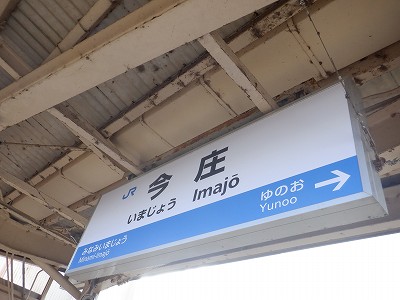 JR 今庄
いまじょう Imajō
みなみいまじょう
Minami-Imajō
ゆのお
Yunoo